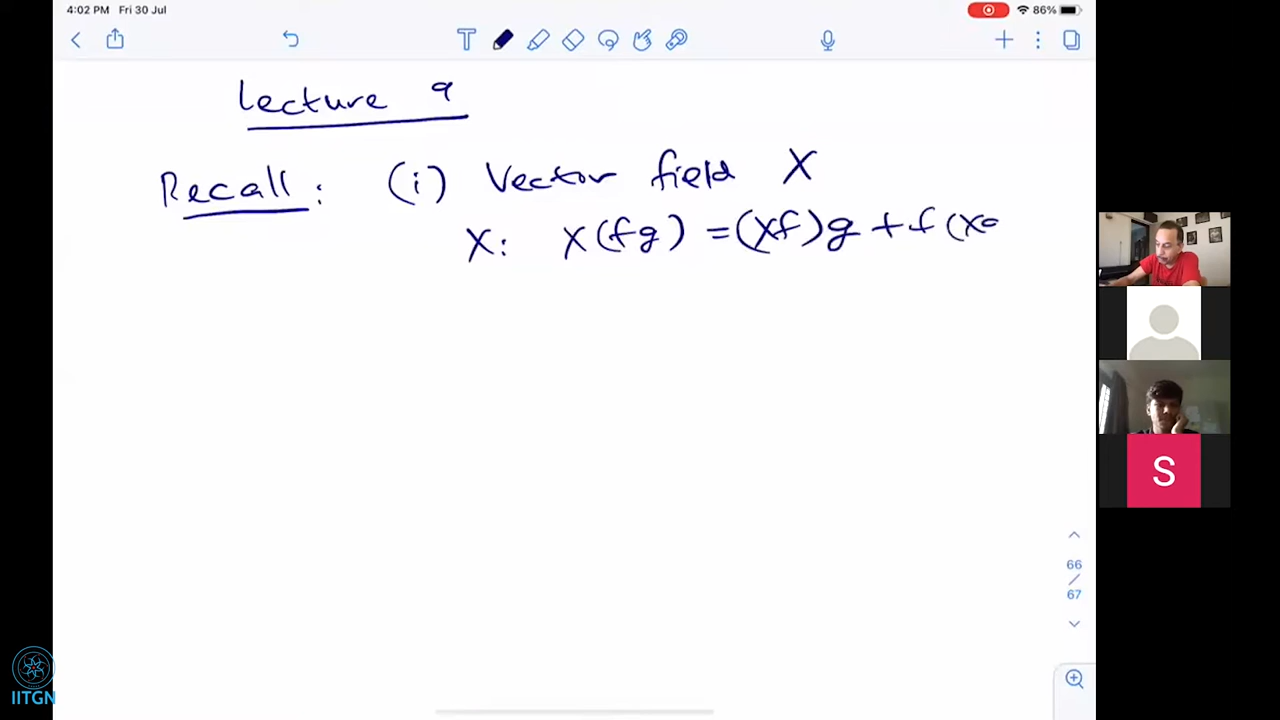 4:02 PM Fri 30 Jul
86%
Lecture 9
Recall: (i) Vector field X
X: X(fg) = (Xf)g + f(X
66
/
67
S
IITGN